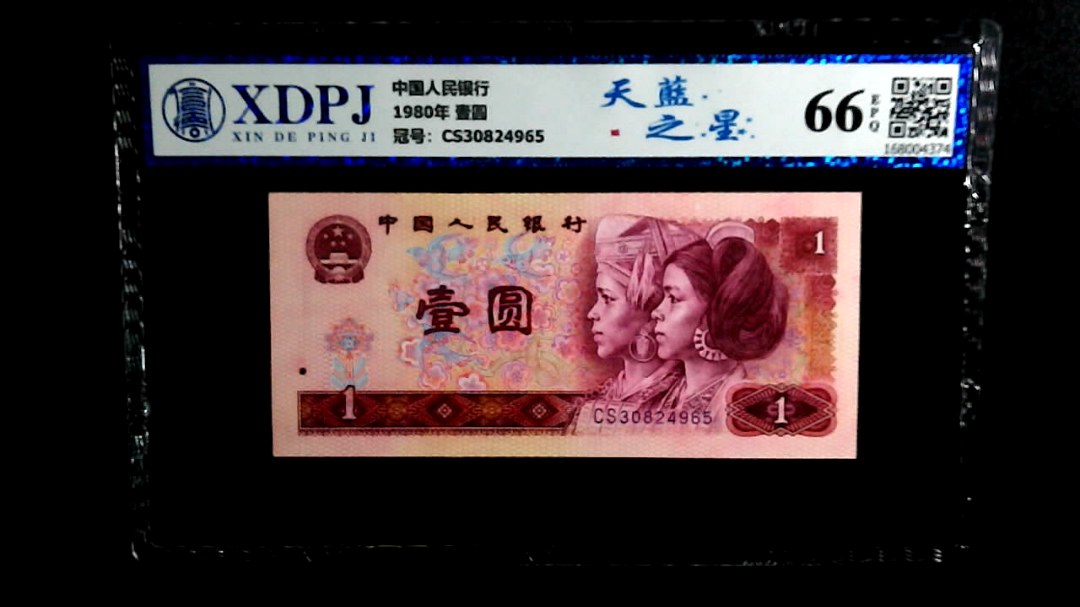 XDPJ
XIN DE PING JI
中国人民银行
1980年 壹圆
冠号: CS30824965
天藍
之星
66
EPQ
168004374
中国人民银行
1
壹圆
1
CS30824965
1